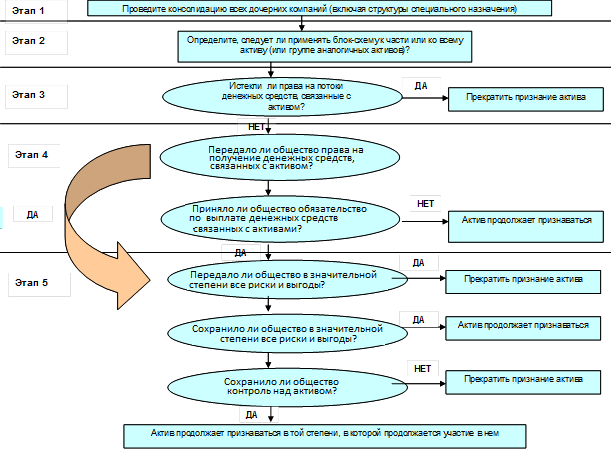 Этап 1
Проведите консолидацию всех дочерних компаний (включая структуры специального назначения)
Этап 2
Определите, следует ли применять блок-схемук части или ко всему
активу (или группе аналогичных активов)?
Этап 3
Истекли ли права на потоки
денежных средств, связанные с
активом?
ДА
Прекратить признание актива
НЕТ
Этап 4
Передало ли общество права на
получение денежных средств,
связанных с активом?
ДА
Приняло ли общество обязательство
по выплате денежных средств
связанных с активами?
НЕТ
Актив продолжает признаваться
ДА
Этап 5
Передало ли общество в значительной
степени все риски и выгоды?
ДА
Прекратить признание актива
Сохранило ли общество в значительной
степени все риски и выгоды?
ДА
Актив продолжает признаваться
Сохранило ли общество
контроль над активом?
НЕТ
Прекратить признание актива
ДА
Актив продолжает признаваться в той степени, в которой продолжается участие в нем